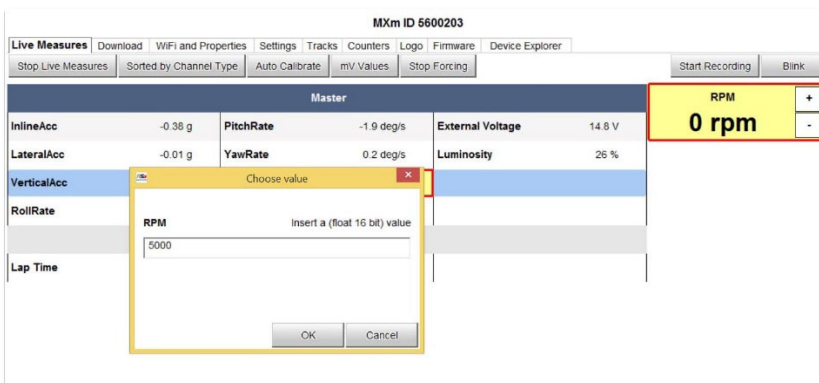 MXm ID 5600203
Live Measures Download WiFi and Properties Settings Tracks Counters Logo Firmware Device Explorer
Stop Live Measures Sorted by Channel Type Auto Calibrate mV Values Stop Forcing Start Recording Blink
Master RPM +
0 rpm -
InlineAcc -0.38 g PitchRate -1.9 deg/s External Voltage 14.8 V
LateralAcc -0.01 g YawRate 0.2 deg/s Luminosity 26 %
VerticalAcc
RollRate
Lap Time
Choose value ×
RPM Insert a (float 16 bit) value
5000
OK Cancel